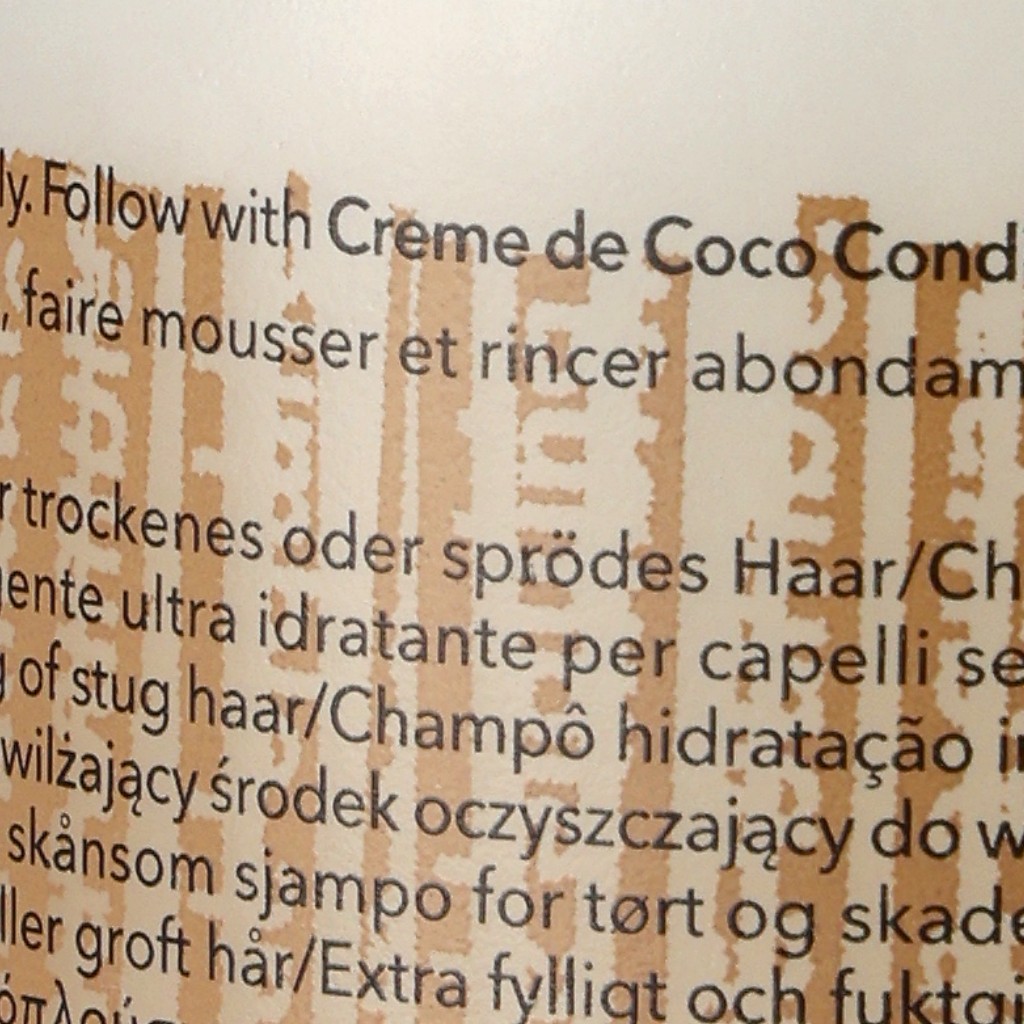 ly. Follow with Creme de Coco Cond
, faire mousser et rincer abondam
r trockenes oder sprödes Haar/Ch
gente ultra idratante per capelli se
g of stug haar/Champô hidratação in
wilżający środek oczyszczający do w
skånsom sjampo for tørt og skade
ller groft hår/Extra fylligt och fuktgi